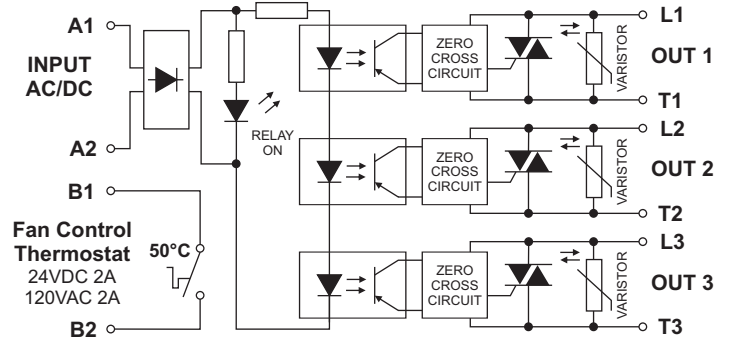 A1
INPUT
AC/DC
A2
B1
Fan Control
Thermostat
24VDC 2A
120VAC 2A
B2
50°C
RELAY
ON
ZERO
CROSS
CIRCUIT
VARISTOR
L1
OUT 1
T1
ZERO
CROSS
CIRCUIT
VARISTOR
L2
OUT 2
T2
ZERO
CROSS
CIRCUIT
VARISTOR
L3
OUT 3
T3